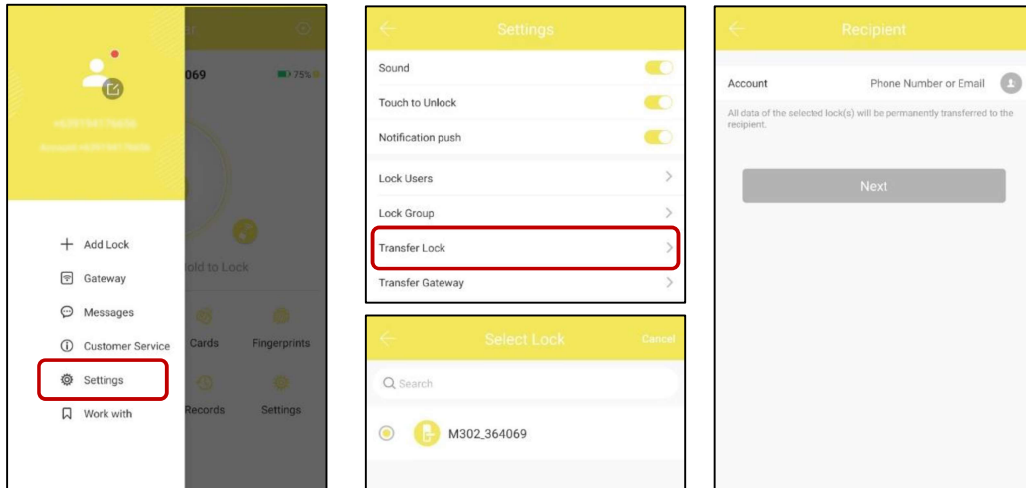 069
75%
Hold to Lock
Cards
Fingerprints
Records
Settings
Add Lock
Gateway
Messages
Customer Service
Settings
Work with
Settings
Sound
Touch to Unlock
Notification push
Lock Users
Lock Group
Transfer Lock
Transfer Gateway
Select Lock
Cancel
Search
M302_364069
Recipient
Account
Phone Number or Email
All data of the selected lock(s) will be permanently transferred to the
recipient.
Next